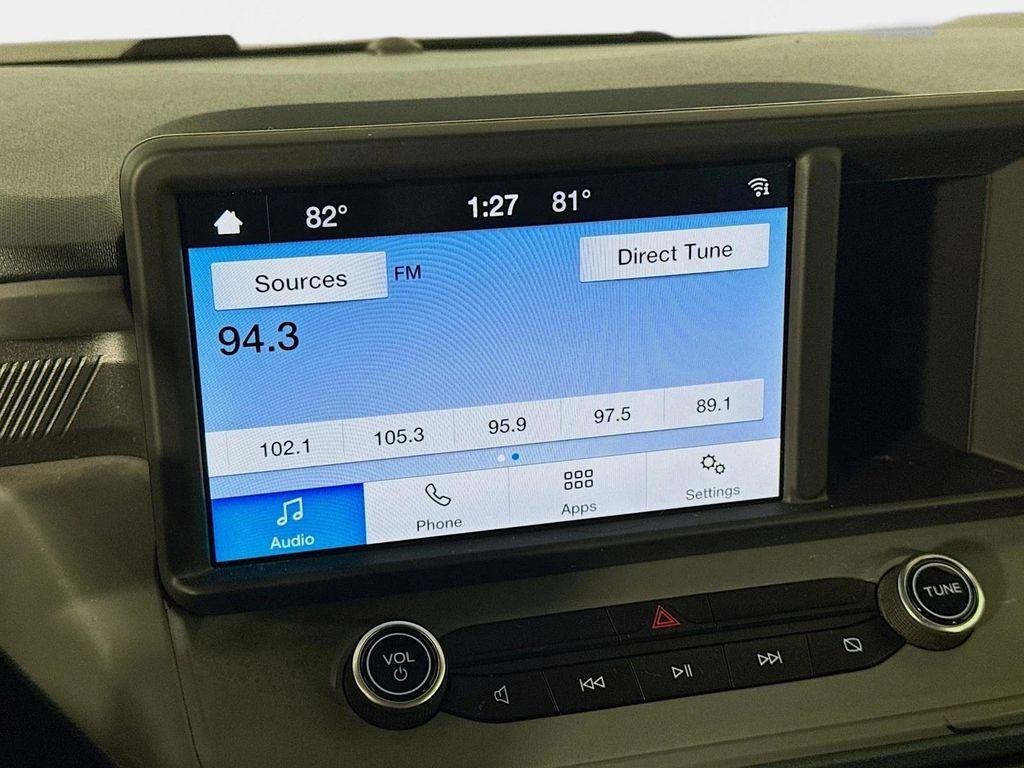 82° 1:27 81°
Sources FM Direct Tune
94.3
102.1 105.3 95.9 97.5 89.1
Audio Phone Apps Settings
VOL TUNE